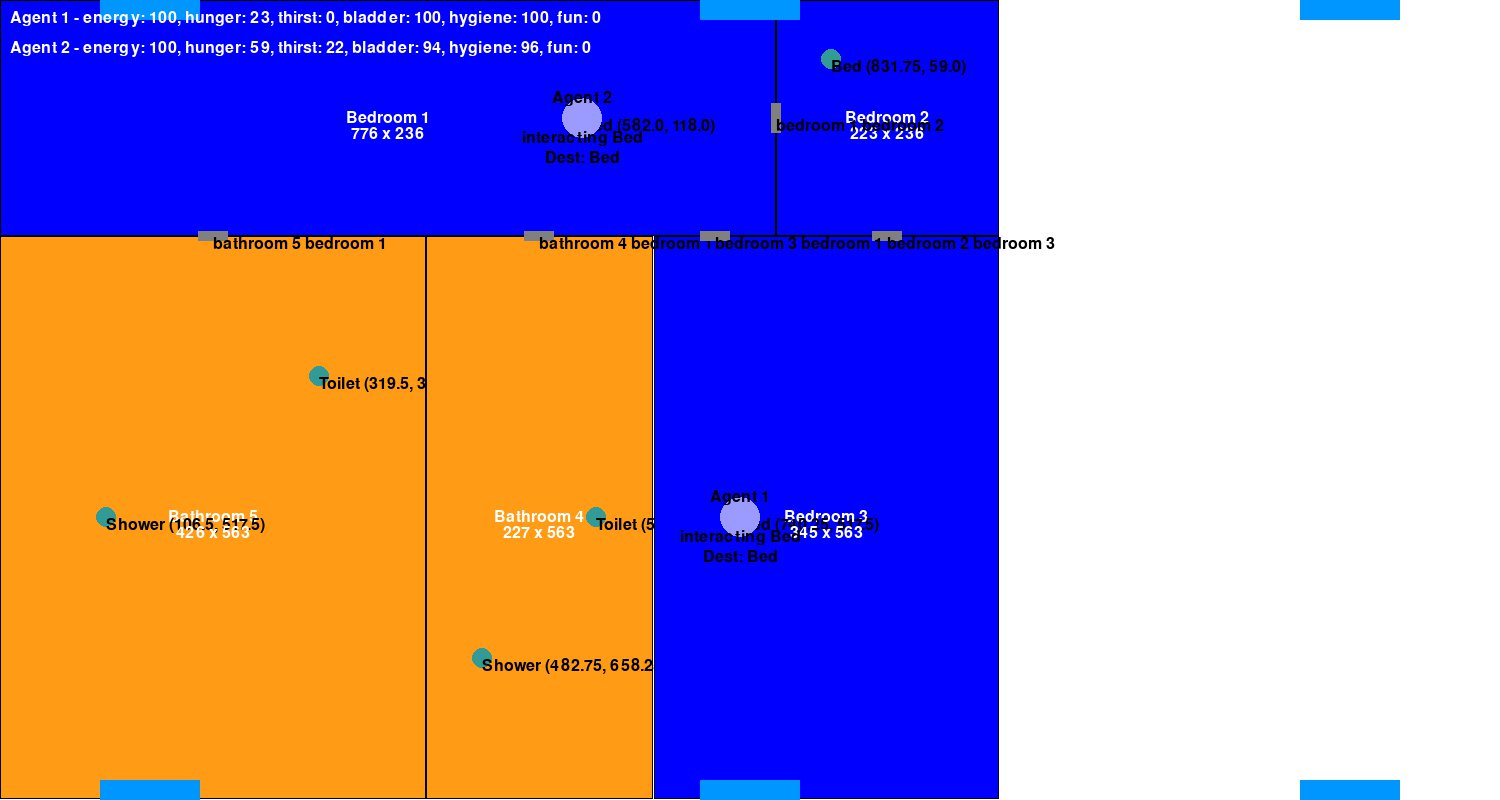 Agent 1 - energy: 100, hunger: 23, thirst: 0, bladder: 100, hygiene: 100, fun: 0
Agent 2 - energy: 100, hunger: 59, thirst: 22, bladder: 94, hygiene: 96, fun: 0
Bed (831.75, 59.0)
Agent 2
Bedroom 1
776 x 236
(582.0, 118.0)
interacting Bed
Dest: Bed
Bedroom 2
223 x 236
bedroom 2
bathroom 5 bedroom 1
bathroom 4 bedroom 1
bedroom 3 bedroom 1
bedroom 2 bedroom 3
Toilet (319.5, 3
Agent 1
Bathroom 5
426 x 563
Shower (106.5, 517.5)
Bathroom 4
227 x 563
Toilet (5
Bedroom 3
345 x 563
interacting Bed
Dest: Bed
Shower (482.75, 658.2